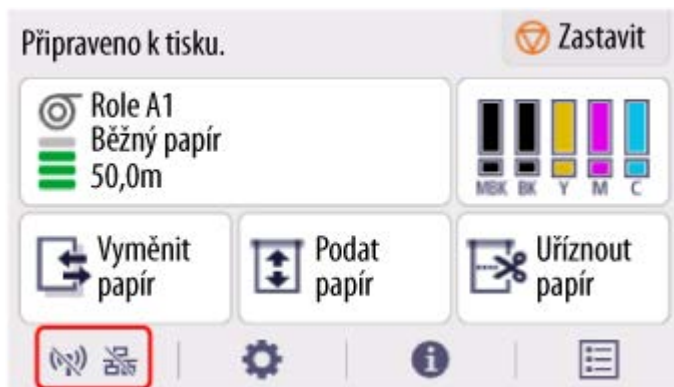 Připraveno k tisku.
Zastavit
Role A1
Běžný papír
50,0m
MBK BK Y M C
Vyměnit
papír
Podat
papír
Uříznout
papír